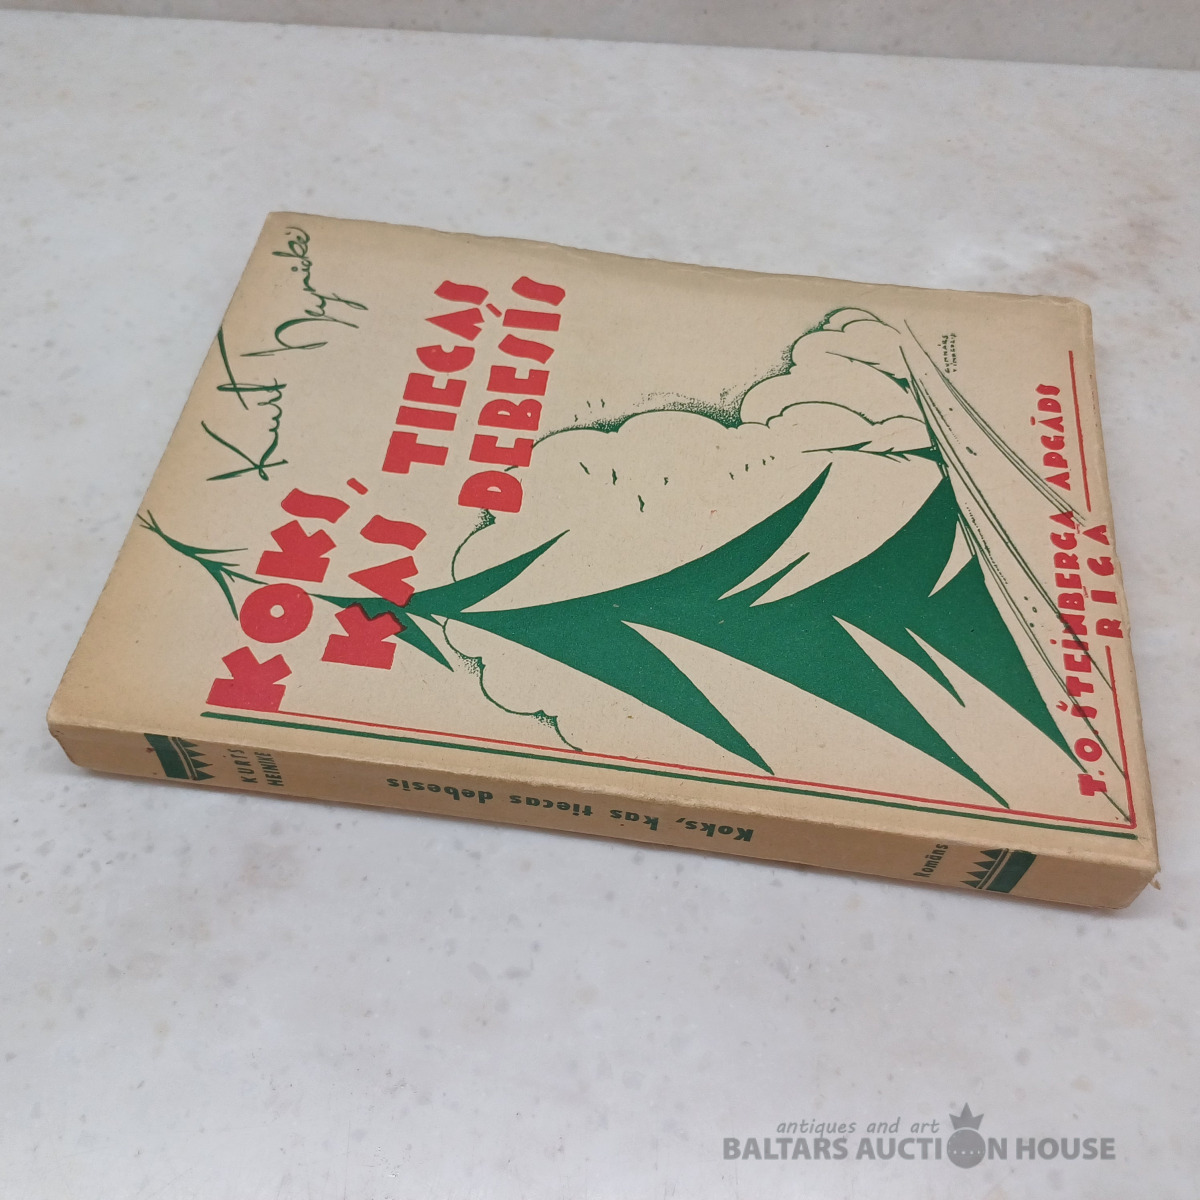 Kurt Heynicke
KOKS,
KAS TIECAS
DEBESIS
T. O. ŠTEINBERGA APGĀDS
RĪGA
KURTS
HEINIKE
Koks, kas tiecas debesis
Romāns
antiques and art
BALTARS AUCTION HOUSE